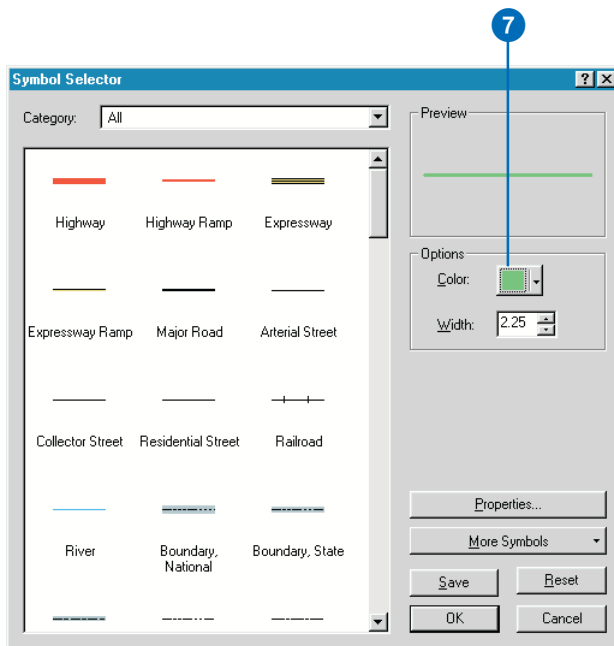 7
Symbol Selector
Category: All
Preview
Highway
Highway Ramp
Expressway
Options
Color:
Width: 2.25
Expressway Ramp
Major Road
Arterial Street
Collector Street
Residential Street
Railroad
River
Boundary,
National
Boundary, State
Properties...
More Symbols
Save
Reset
OK
Cancel